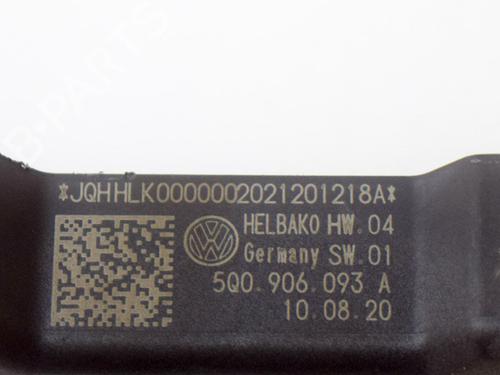 *JQHHLK0000002021201218A*
HELBAKO HW.04
Germany SW.01
5Q0.906.093 A
10.08.20
B-PARTS